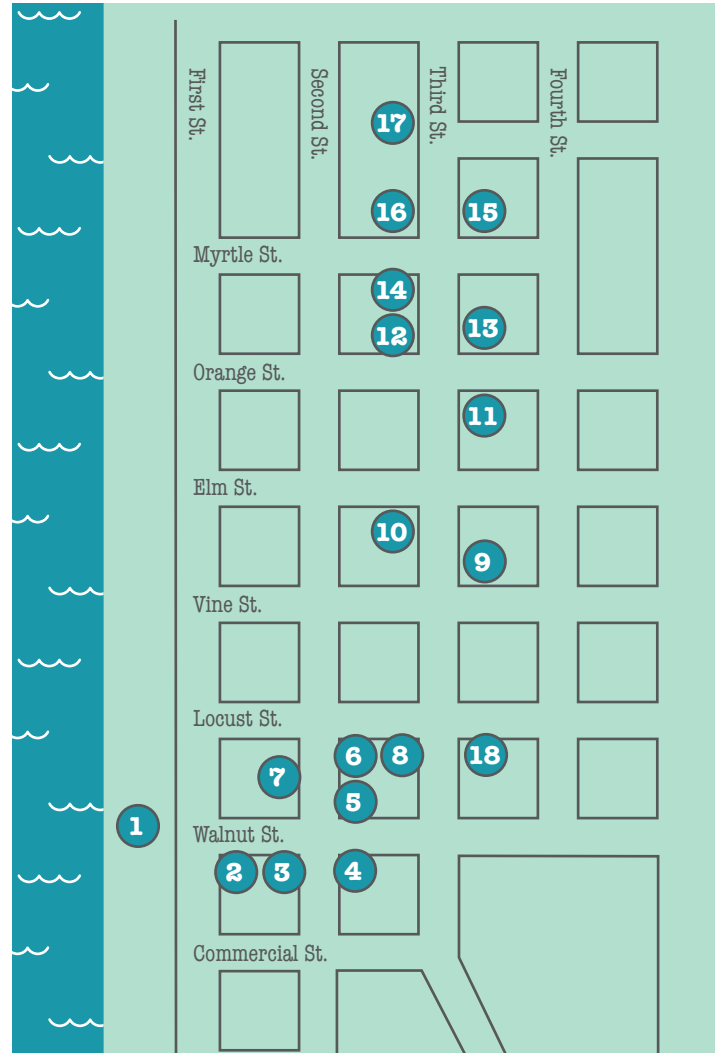 First St.
Second St.
Third St.
Fourth St.
17
16
15
Myrtle St.
14
12
13
Orange St.
11
Elm St.
10
9
Vine St.
Locust St.
6
8
18
7
5
1
Walnut St.
2
3
4
Commercial St.